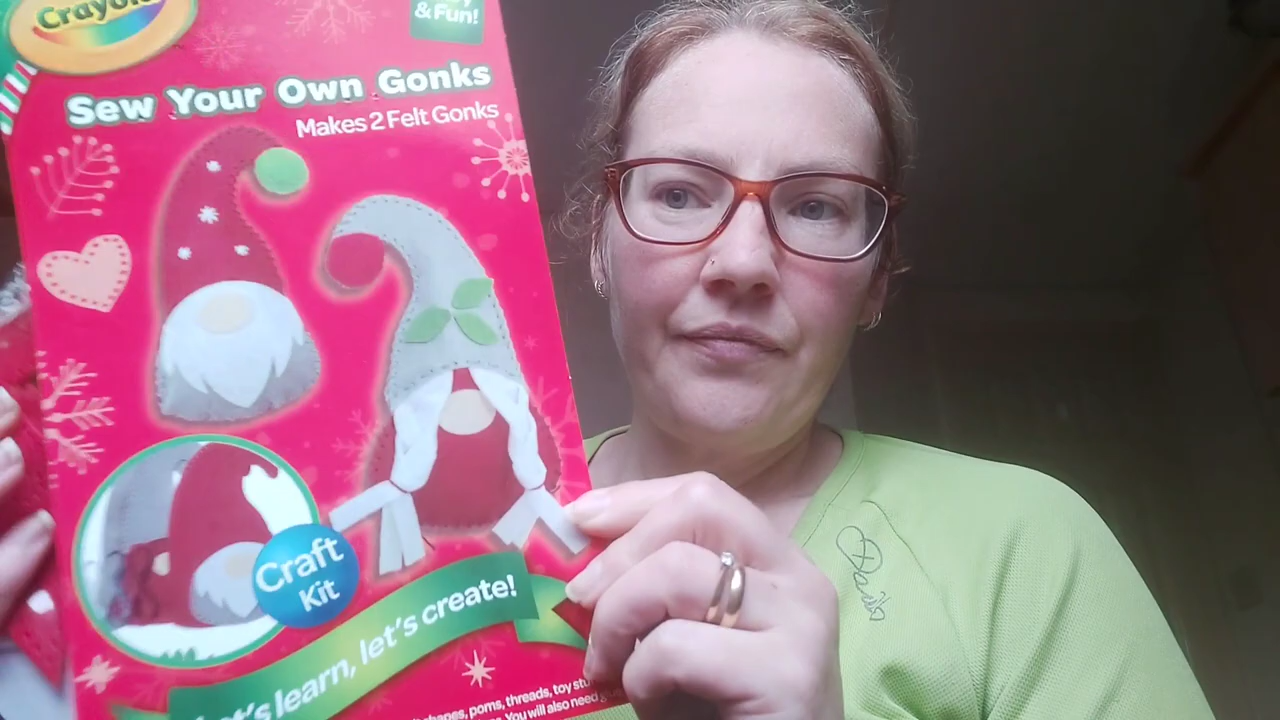 Crayola
& Fun!
Sew Your Own Gonks
Makes 2 Felt Gonks
Craft
Kit
let's learn, let's create!
shapes, poms, threads, toy
You will also need